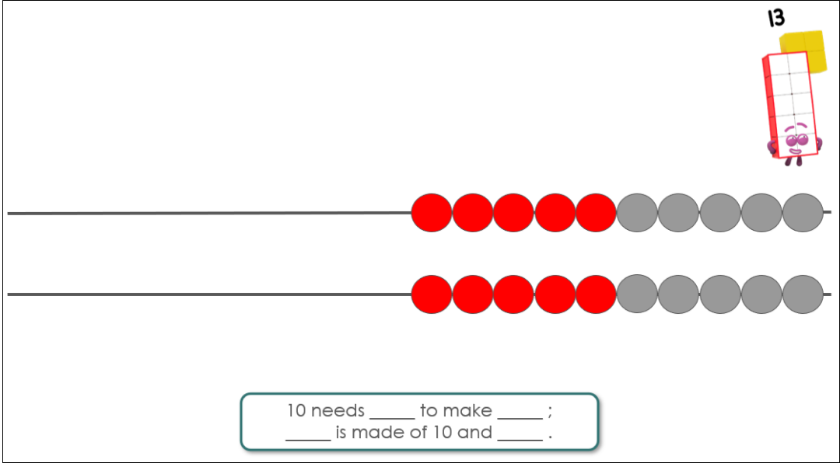 13
10 needs _____ to make _____ ;
_____ is made of 10 and _____ .